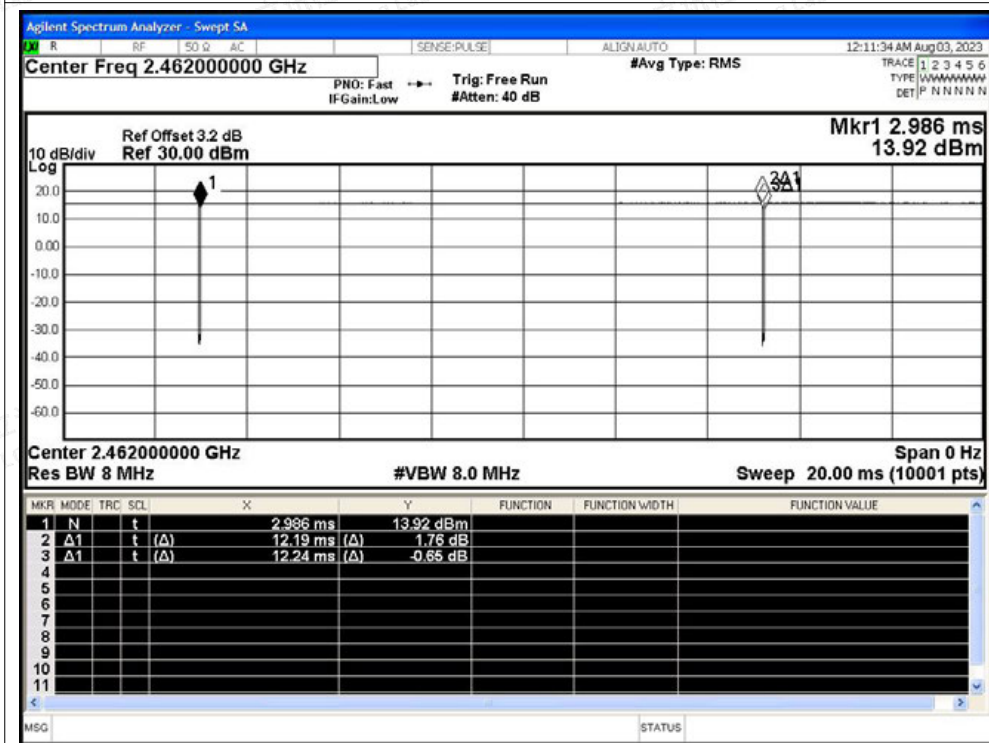 Agilent Spectrum Analyzer - Swept SA
LXI R RF 50 Ω AC SENSE:PULSE ALIGN AUTO 12:11:34 AM Aug 03, 2023
Center Freq 2.462000000 GHz
#Avg Type: RMS
TRACE 1 2 3 4 5 6
PNO: Fast
Trig: Free Run
TYPE WWWWWW
IFGain:Low
#Atten: 40 dB
DET P N N N N N
Mkr1 2.986 ms
13.92 dBm
Ref Offset 3.2 dB
10 dB/div Ref 30.00 dBm
Log
1
3Δ1
20.0
10.0
0.00
-10.0
-20.0
-30.0
-40.0
-50.0
-60.0
Center 2.462000000 GHz Span 0 Hz
Res BW 8 MHz #VBW 8.0 MHz Sweep 20.00 ms (10001 pts)
MKR MODE TRC SCL X Y FUNCTION FUNCTION WIDTH FUNCTION VALUE
1 N t 2.986 ms 13.92 dBm
2 Δ1 t (Δ) 12.19 ms (Δ) 1.76 dB
3 Δ1 t (Δ) 12.24 ms (Δ) -0.65 dB
4
5
6
7
8
9
10
11
MSG STATUS